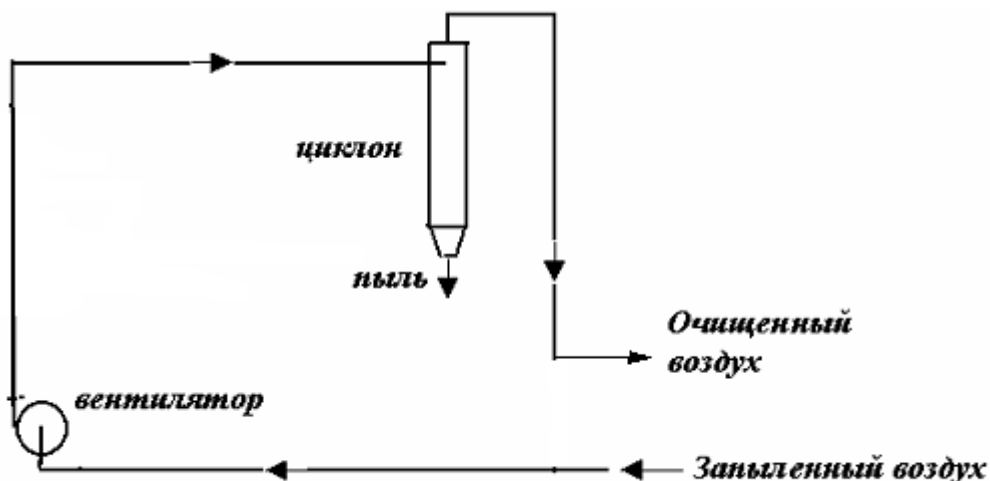 циклон
пыль
Очищенный
воздух
вентилятор
Запыленный воздух